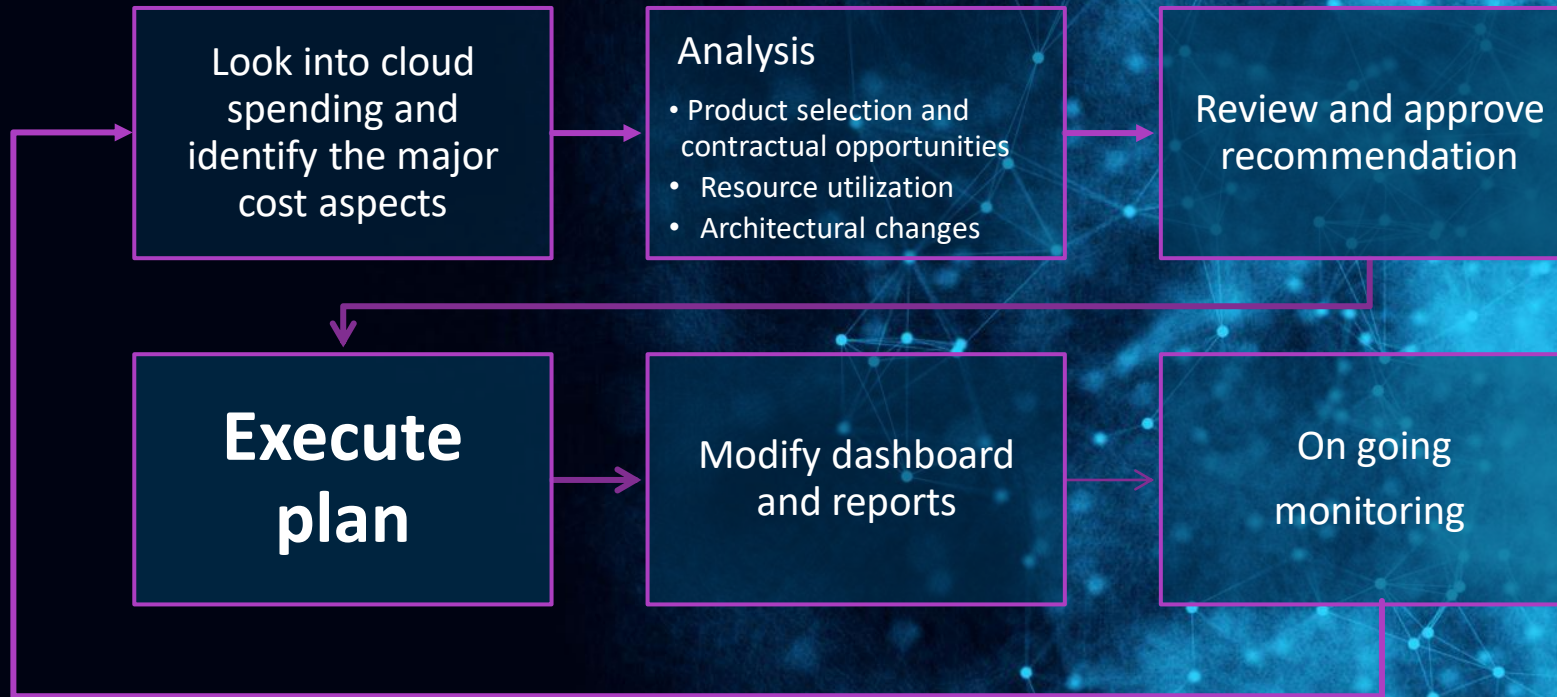 Look into cloud
spending and
identify the major
cost aspects
Analysis
• Product selection and
contractual opportunities
• Resource utilization
• Architectural changes
Review and approve
recommendation
Execute
plan
Modify dashboard
and reports
On going
monitoring